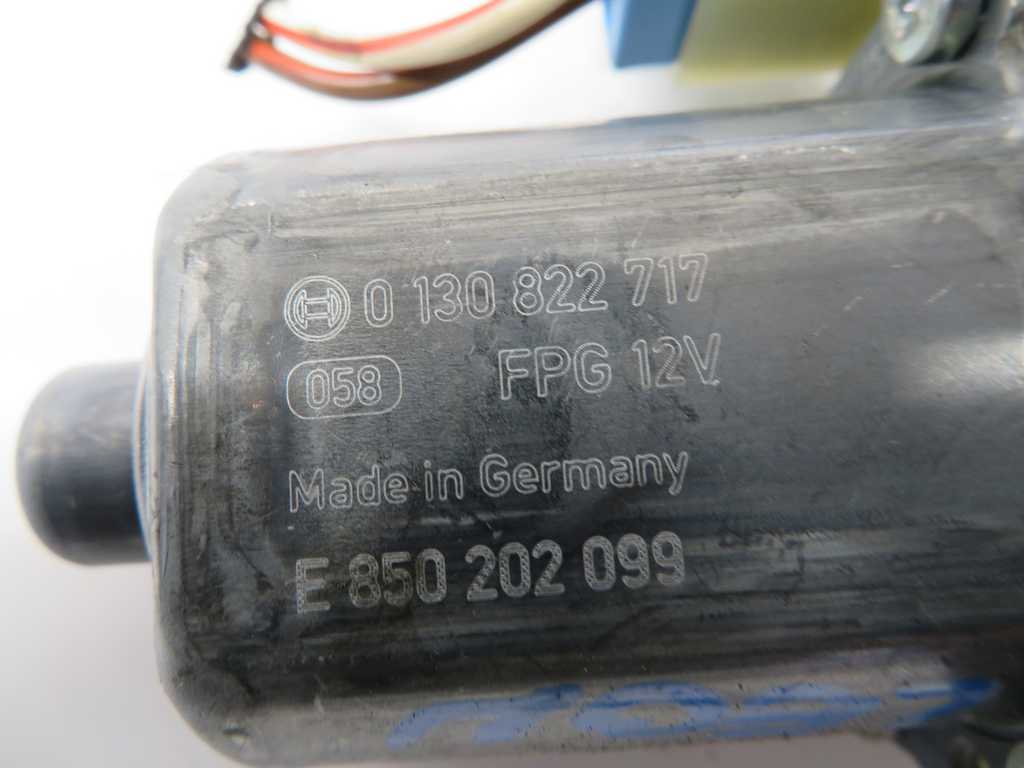 0 130 822 717
058 FPG 12V
Made in Germany
E 850 202 099